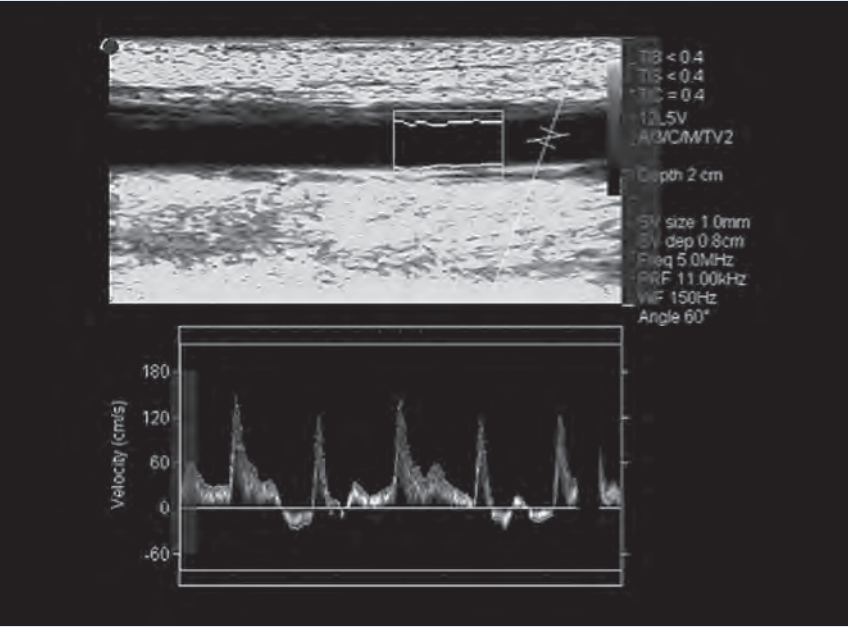 TIB < 0.4
TIS < 0.4
TIC = 0.4
12L5V
A/3/C/M/TV2
Depth 2 cm
SV size 1.0mm
SV dep 0.8cm
Freq 5.0MHz
PRF 11.00kHz
WF 150Hz
Angle 60°
180
120
60
0
-60
Velocity (cm/s)